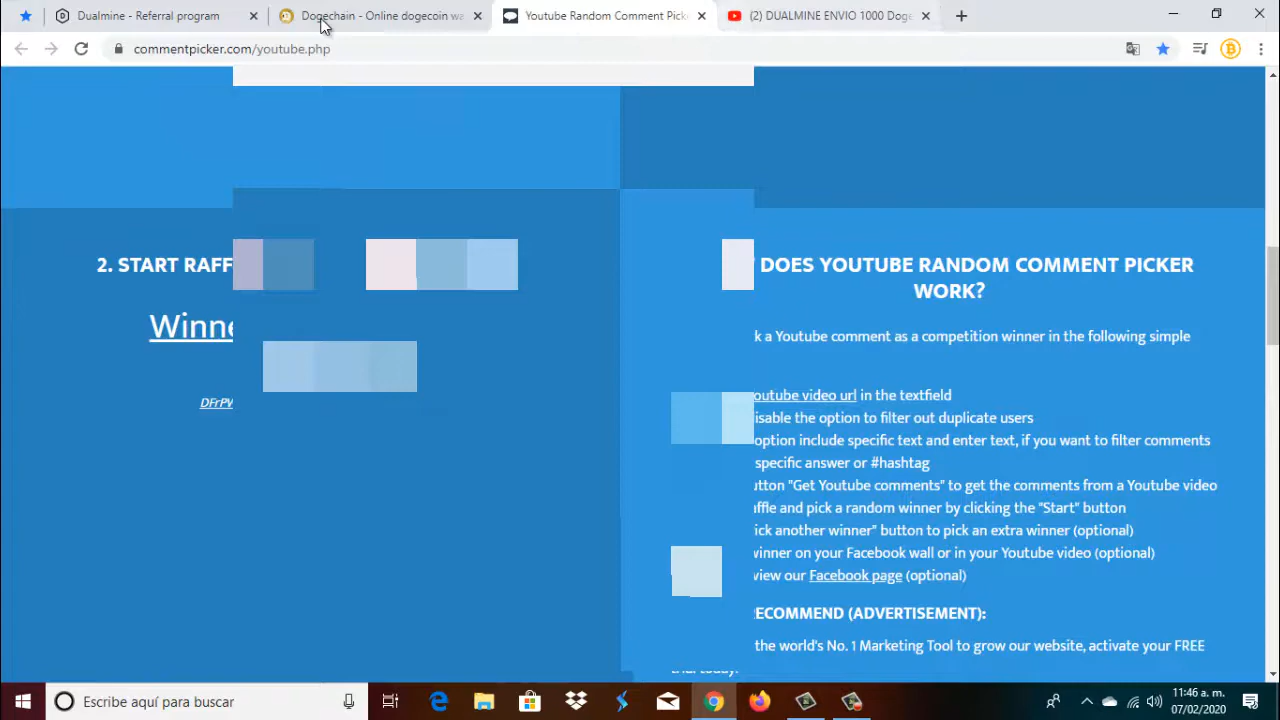 Dualmine - Referral program
Dogechain - Online dogecoin wa
Youtube Random Comment Pick
(2) DUALMINE ENVIO 1000 Doge
commentpicker.com/youtube.php
2. START RAFF
Winne
DFrPV
DOES YOUTUBE RANDOM COMMENT PICKER
WORK?
k a Youtube comment as a competition winner in the following simple
outube video url in the textfield
isable the option to filter out duplicate users
option include specific text and enter text, if you want to filter comments
specific answer or #hashtag
utton "Get Youtube comments" to get the comments from a Youtube video
uffle and pick a random winner by clicking the "Start" button
ick another winner" button to pick an extra winner (optional)
winner on your Facebook wall or in your Youtube video (optional)
view our Facebook page (optional)
RECOMMEND (ADVERTISEMENT):
the world's No. 1 Marketing Tool to grow our website, activate your FREE
today!
Escribe aquí para buscar
11:46 a. m.
07/02/2020